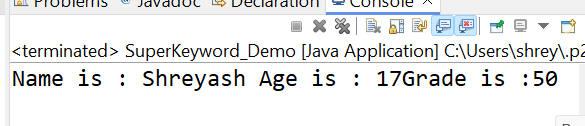 Problems Javadoc Declaration Console
<terminated> SuperKeyword_Demo [Java Application] C:\Users\shrey\.p2
Name is : Shreyash Age is : 17Grade is :50